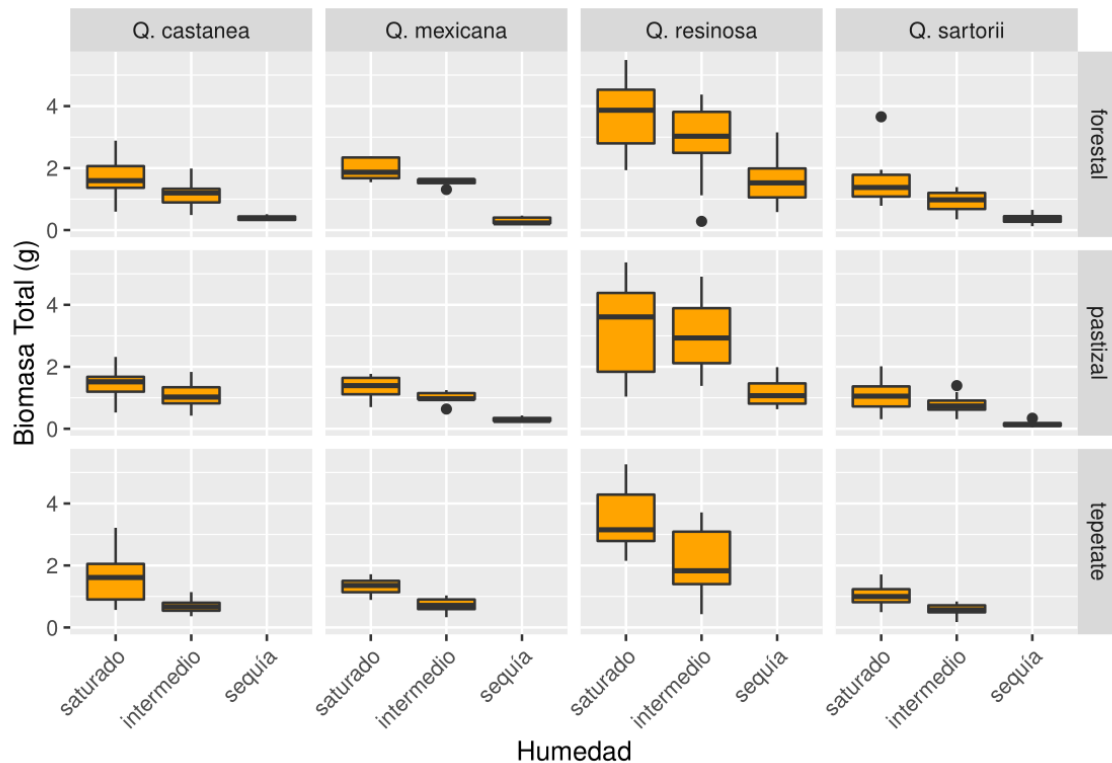 Q. castanea
Q. mexicana
Q. resinosa
Q. sartorii
Biomasa Total (g)
4
2
0
forestal
4
2
0
pastizal
4
2
0
tepetate
saturado
intermedio
sequía
saturado
intermedio
sequía
saturado
intermedio
sequía
saturado
intermedio
sequía
Humedad